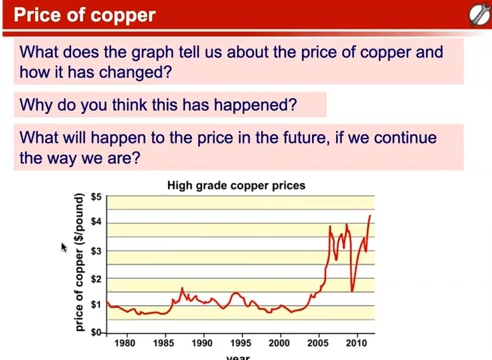 Price of copper
What does the graph tell us about the price of copper and
how it has changed?
Why do you think this has happened?
What will happen to the price in the future, if we continue
the way we are?
High grade copper prices
price of copper ($/pound)
$5
$4
$3
$2
$1
$0
1980 1985 1990 1995 2000 2005 2010
year